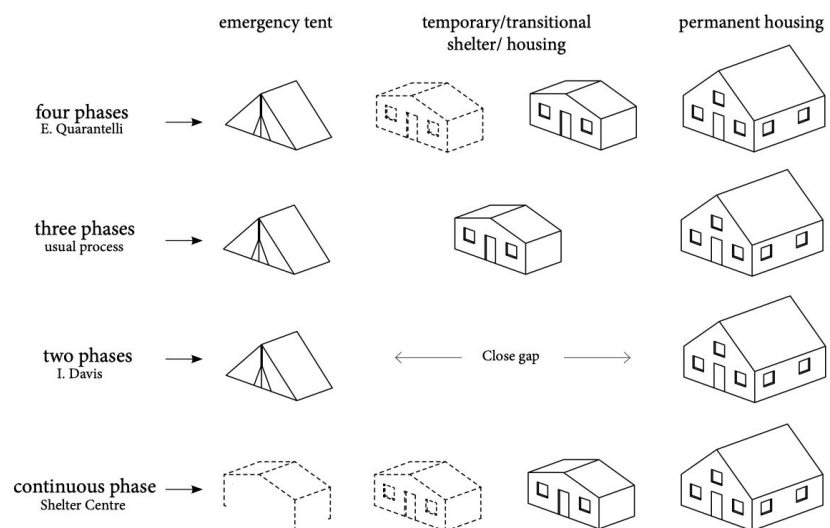 emergency tent
temporary/transitional
shelter/ housing
permanent housing
four phases
E. Quarantelli
three phases
usual process
two phases
I. Davis
Close gap
continuous phase
Shelter Centre